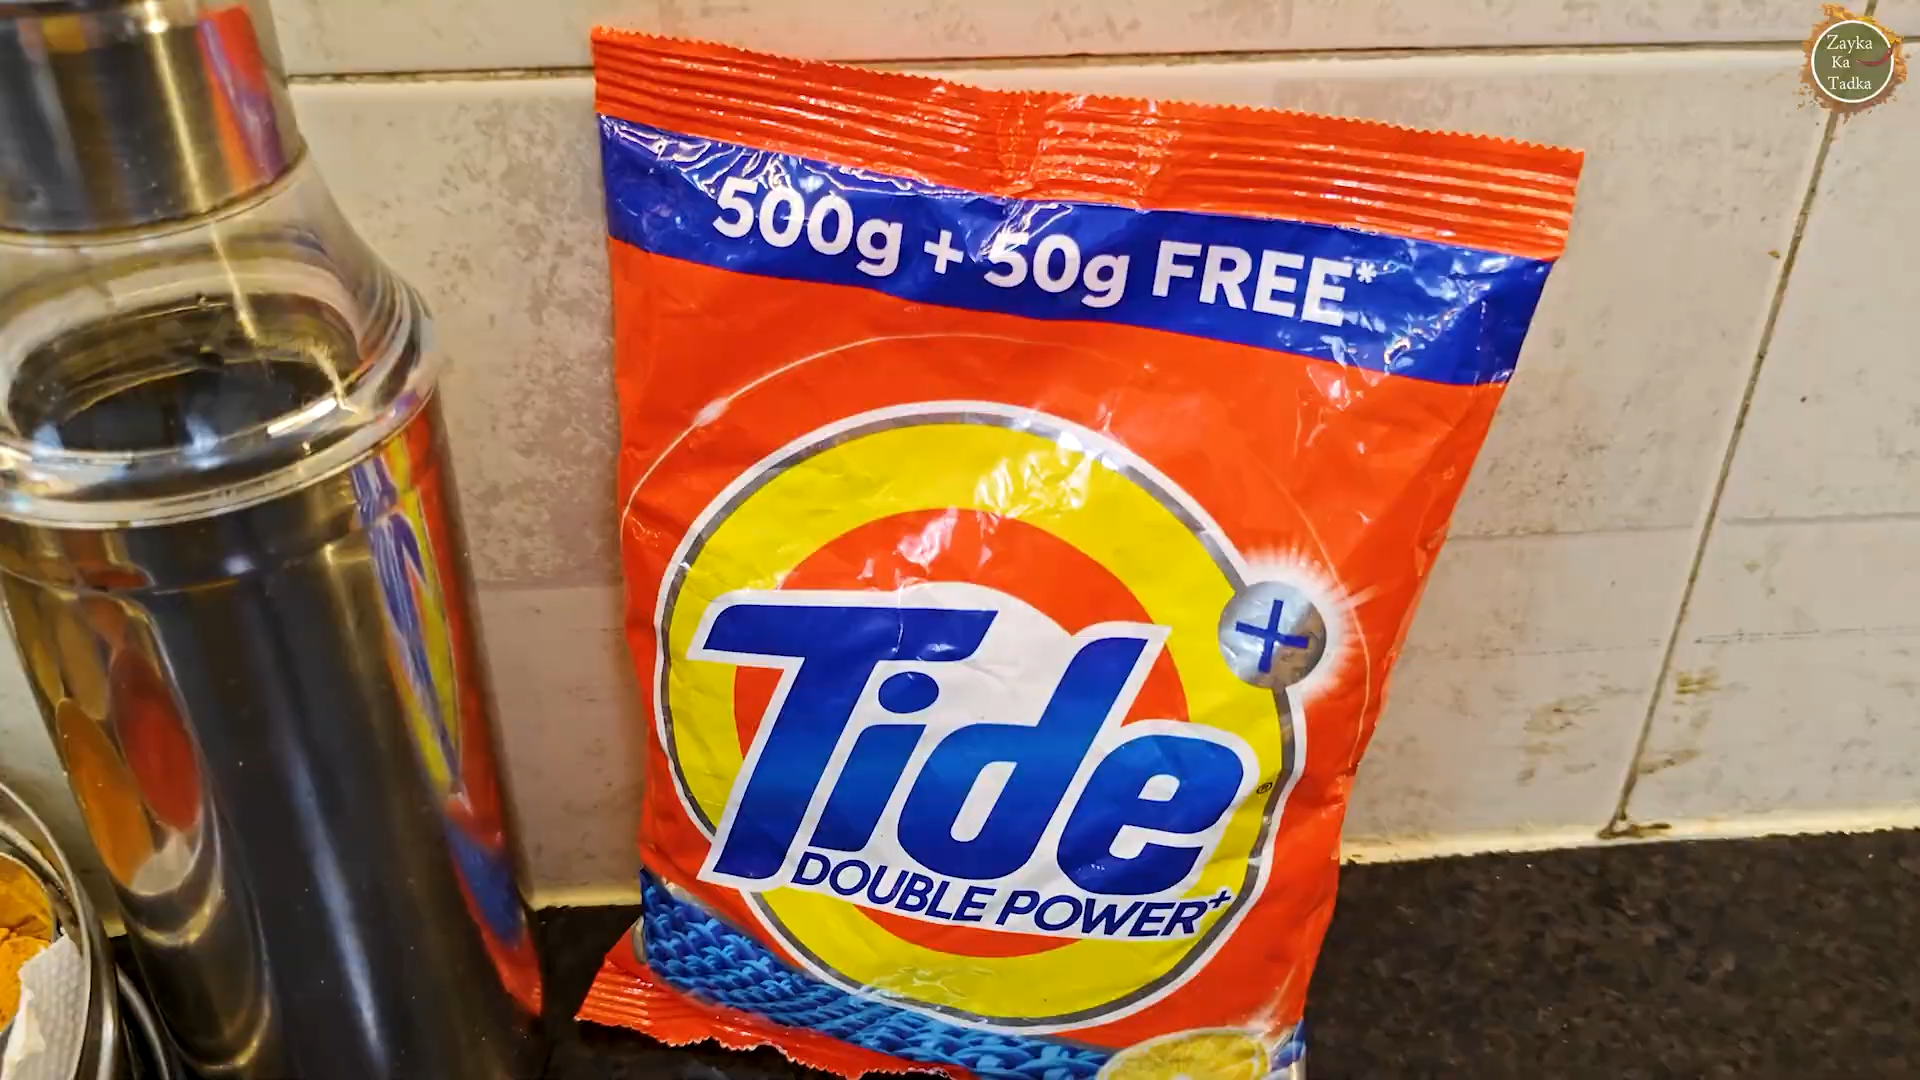 Zayka
Ka
Tadka
500g + 50g FREE*
+
Tide®
DOUBLE POWER+